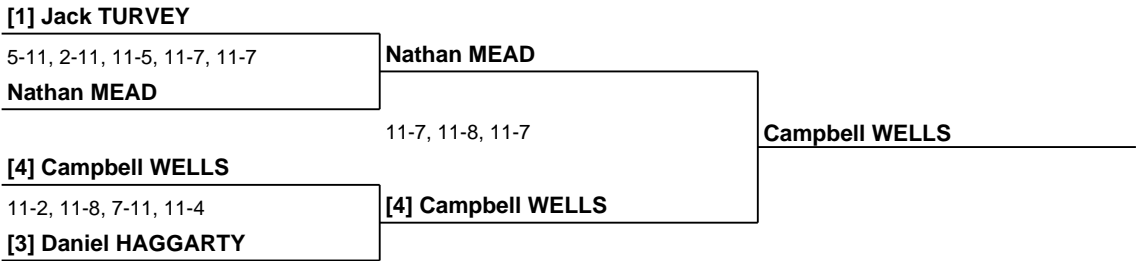 [1] Jack TURVEY
5-11, 2-11, 11-5, 11-7, 11-7
Nathan MEAD
Nathan MEAD
11-7, 11-8, 11-7
Campbell WELLS
[4] Campbell WELLS
11-2, 11-8, 7-11, 11-4
[4] Campbell WELLS
[3] Daniel HAGGARTY